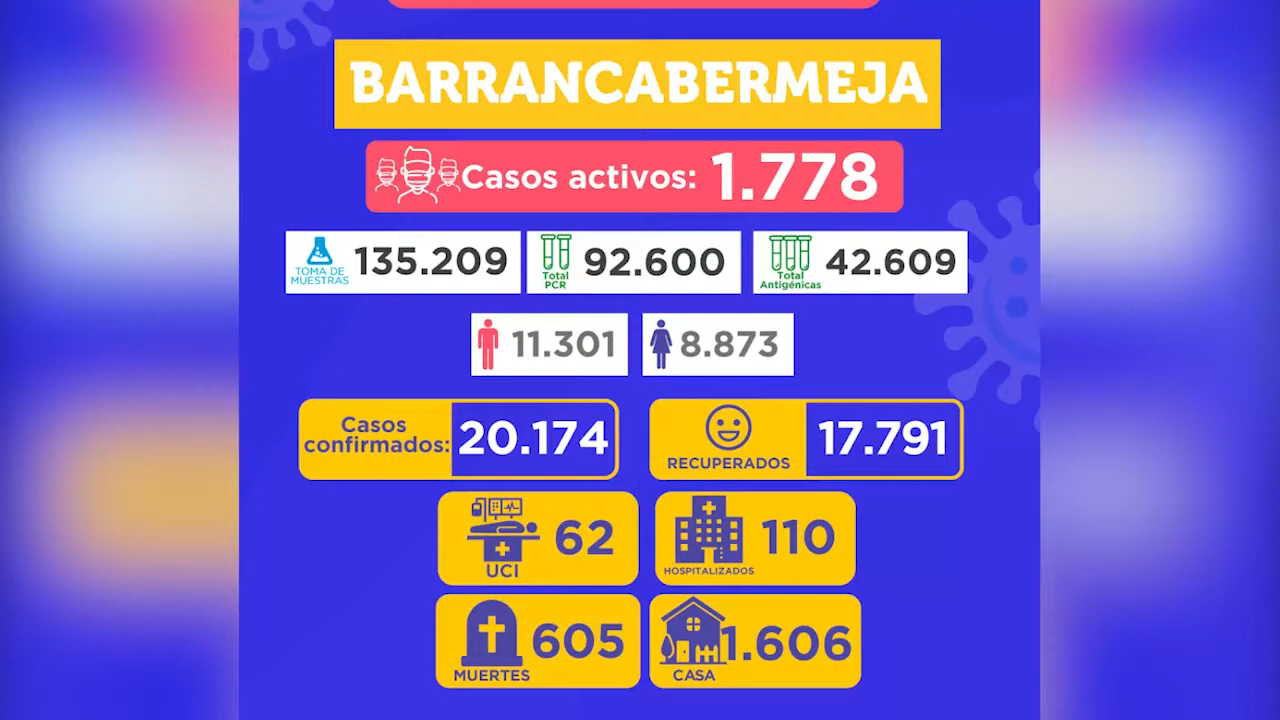 BARRANCABERMEJA
Casos activos: 1.778
TOMA DE
MUESTRAS
135.209
Total
PCR
92.600
Total
Antigénicas
42.609
11.301
8.873
Casos
confirmados:
20.174
RECUPERADOS
17.791
UCI
62
HOSPITALIZADOS
110
MUERTES
605
CASA
1.606